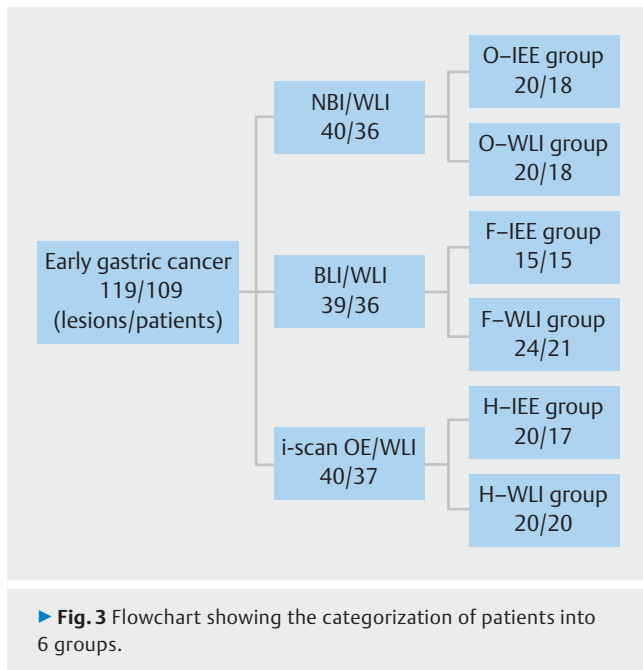 Early gastric cancer
119/109
(lesions/patients)
NBI/WLI
40/36
BLI/WLI
39/36
i-scan OE/WLI
40/37
O–IEE group
20/18
O–WLI group
20/18
F–IEE group
15/15
F–WLI group
24/21
H–IEE group
20/17
H–WLI group
20/20
▶ Fig. 3 Flowchart showing the categorization of patients into
6 groups.